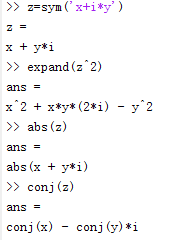 >> z=sym('x+i*y')
z =
x + y*i
>> expand(z^2)
ans =
x^2 + x*y*(2*i) - y^2
>> abs(z)
ans =
abs(x + y*i)
>> conj(z)
ans =
conj(x) - conj(y)*i